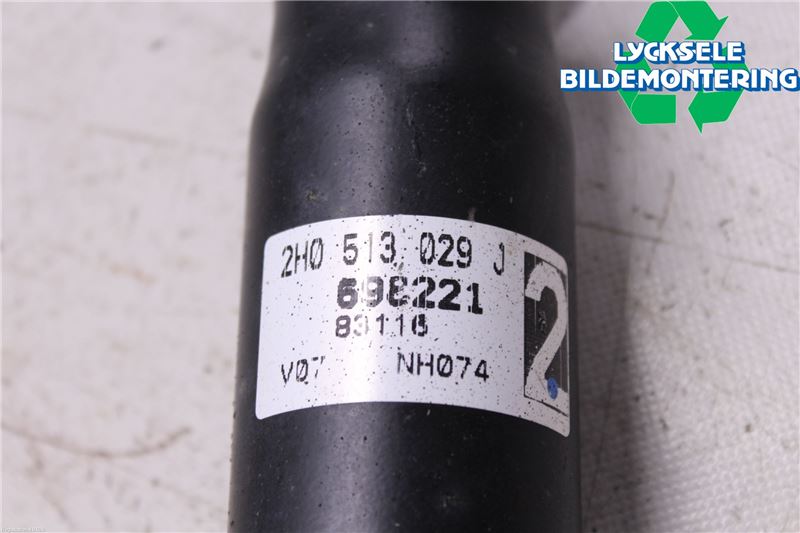 LYCKSELE
BILDEMONTERING
2H0 513 029 J
698221
83116
V07 NH074
2